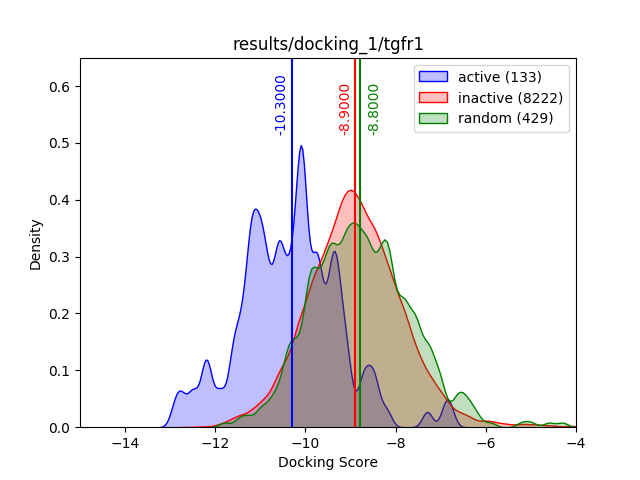 results/docking_1/tgfr1
active (133)
inactive (8222)
random (429)
-10.3000
-8.9000
-8.8000
Density
0.6
0.5
0.4
0.3
0.2
0.1
0.0
−14
−12
−10
−8
−6
−4
Docking Score